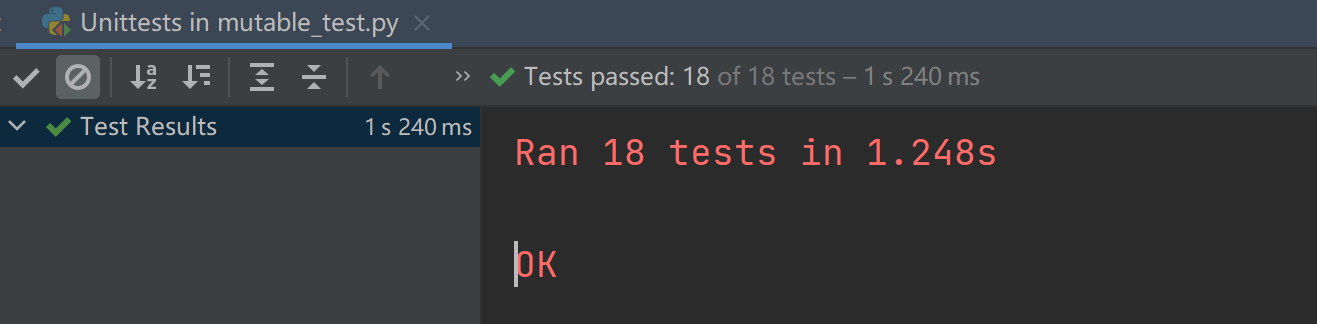 Unittests in mutable_test.py
Tests passed: 18 of 18 tests – 1 s 240 ms
Test Results 1 s 240 ms
Ran 18 tests in 1.248s
OK